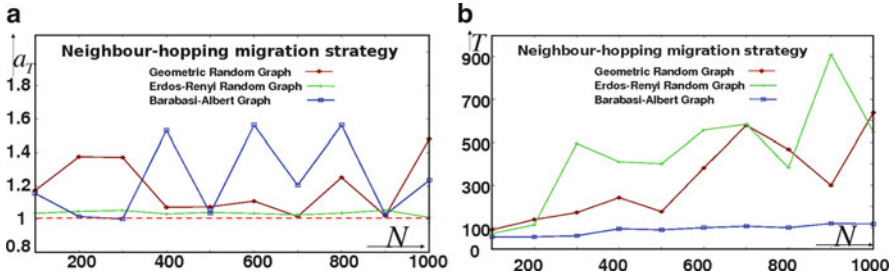 a
a_T
Neighbour-hopping migration strategy
Geometric Random Graph
Erdos-Renyi Random Graph
Barabasi-Albert Graph
1.8
1.6
1.4
1.2
1
0.8
N
200 400 600 800 1000
b
T
Neighbour-hopping migration strategy
Geometric Random Graph
Erdos-Renyi Random Graph
Barabasi-Albert Graph
900
700
500
300
100
0
N
200 400 600 800 1000